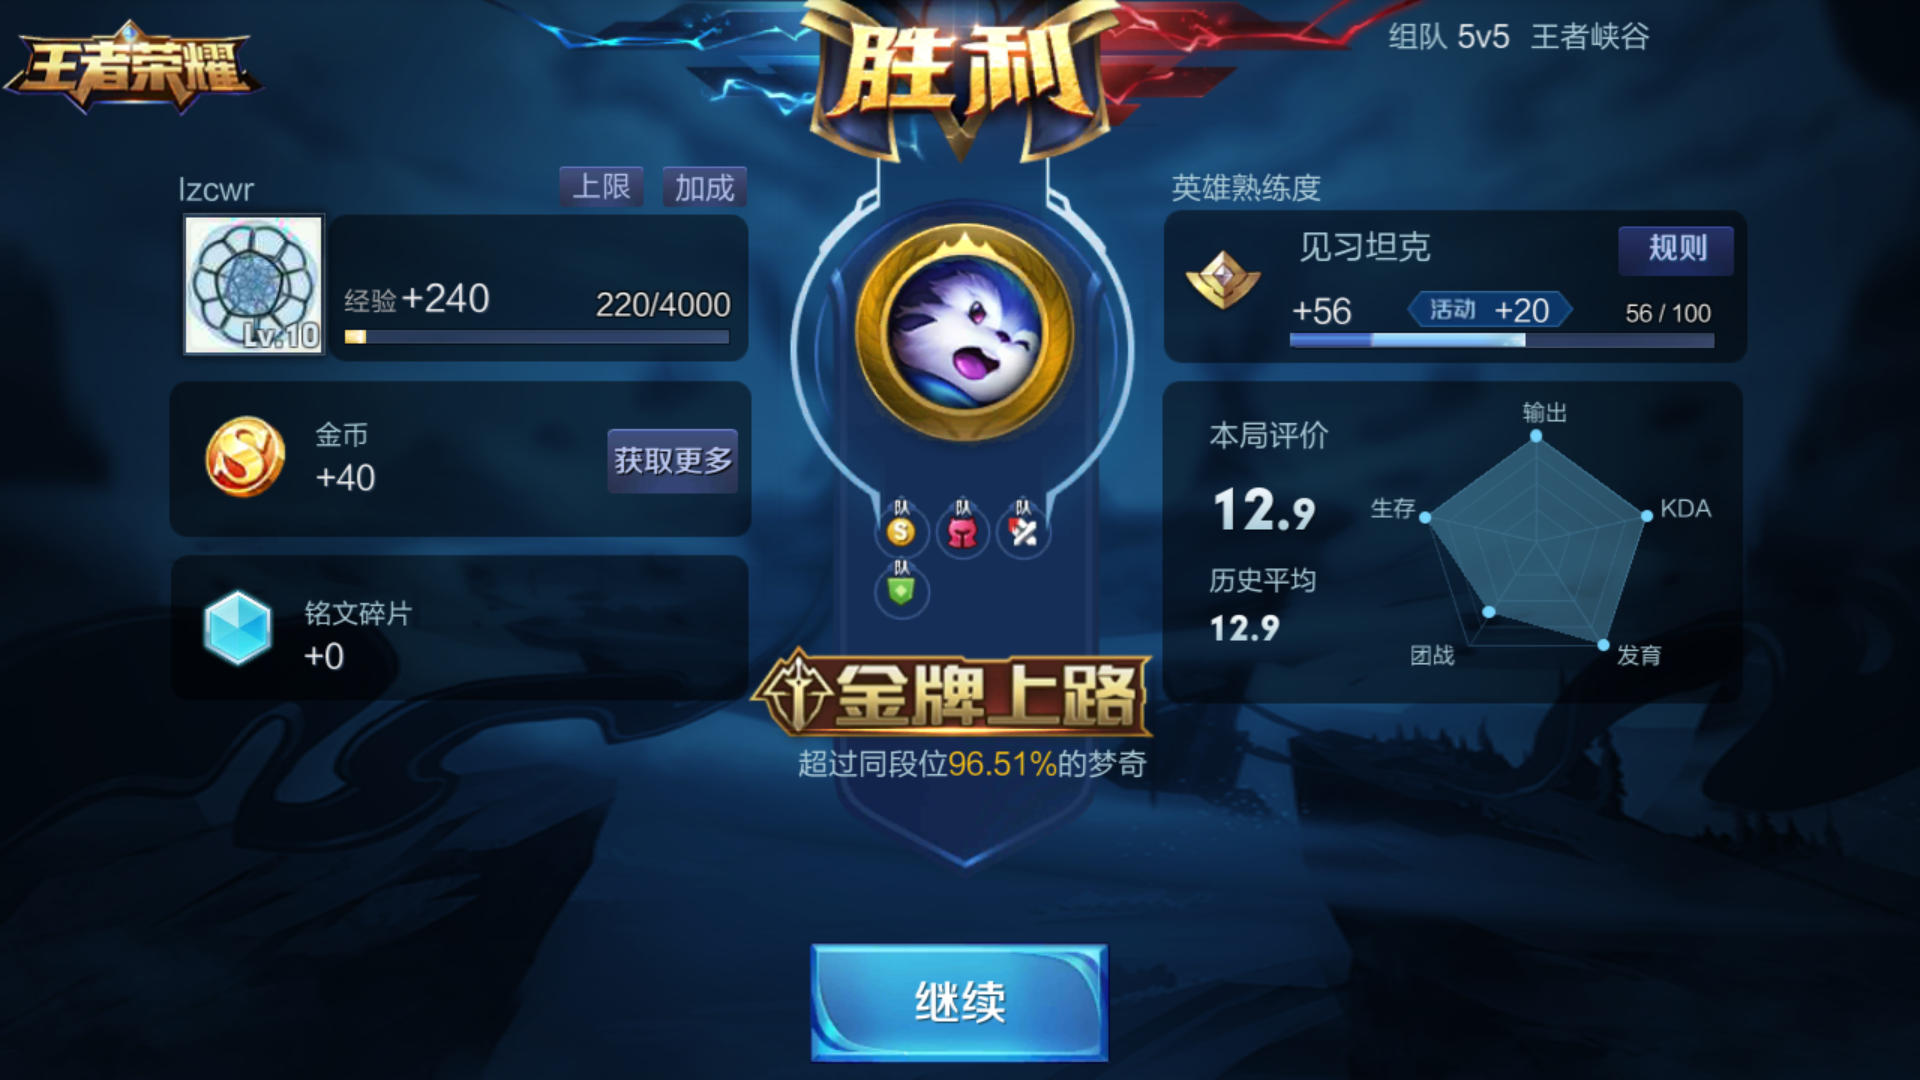 王者荣耀
胜利
组队 5v5 王者峡谷
lzcwr
上限
加成
Lv.10
经验+240
220/4000
金币
+40
获取更多
铭文碎片
+0
队
队
队
队
金牌上路
超过同段位96.51%的梦奇
英雄熟练度
见习坦克
规则
+56
活动 +20
56 / 100
本局评价
12.9
历史平均
12.9
输出
生存
KDA
团战
发育
继续